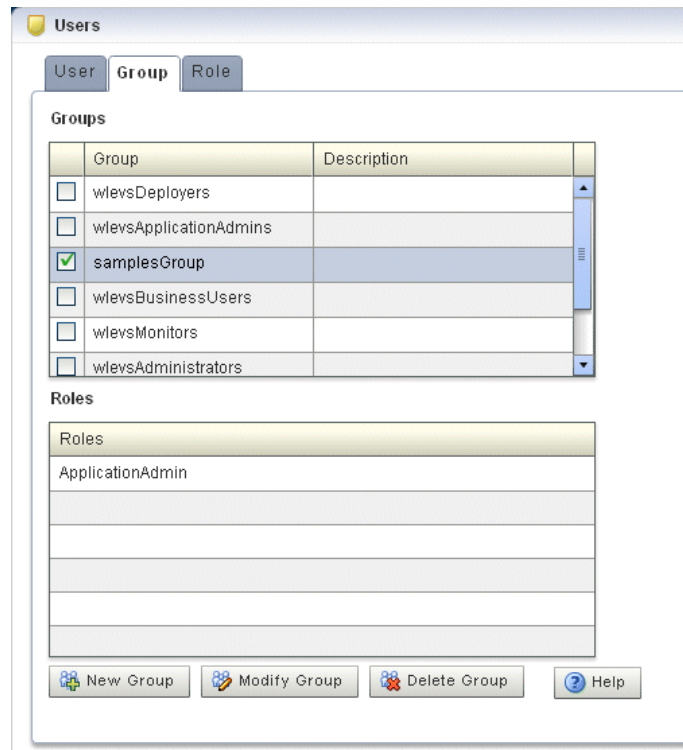 Users
User Group Role
Groups
Group Description
wlevsDeployers
wlevsApplicationAdmins
samplesGroup
wlevsBusinessUsers
wlevsMonitors
wlevsAdministrators
Roles
Roles
ApplicationAdmin
New Group Modify Group Delete Group Help